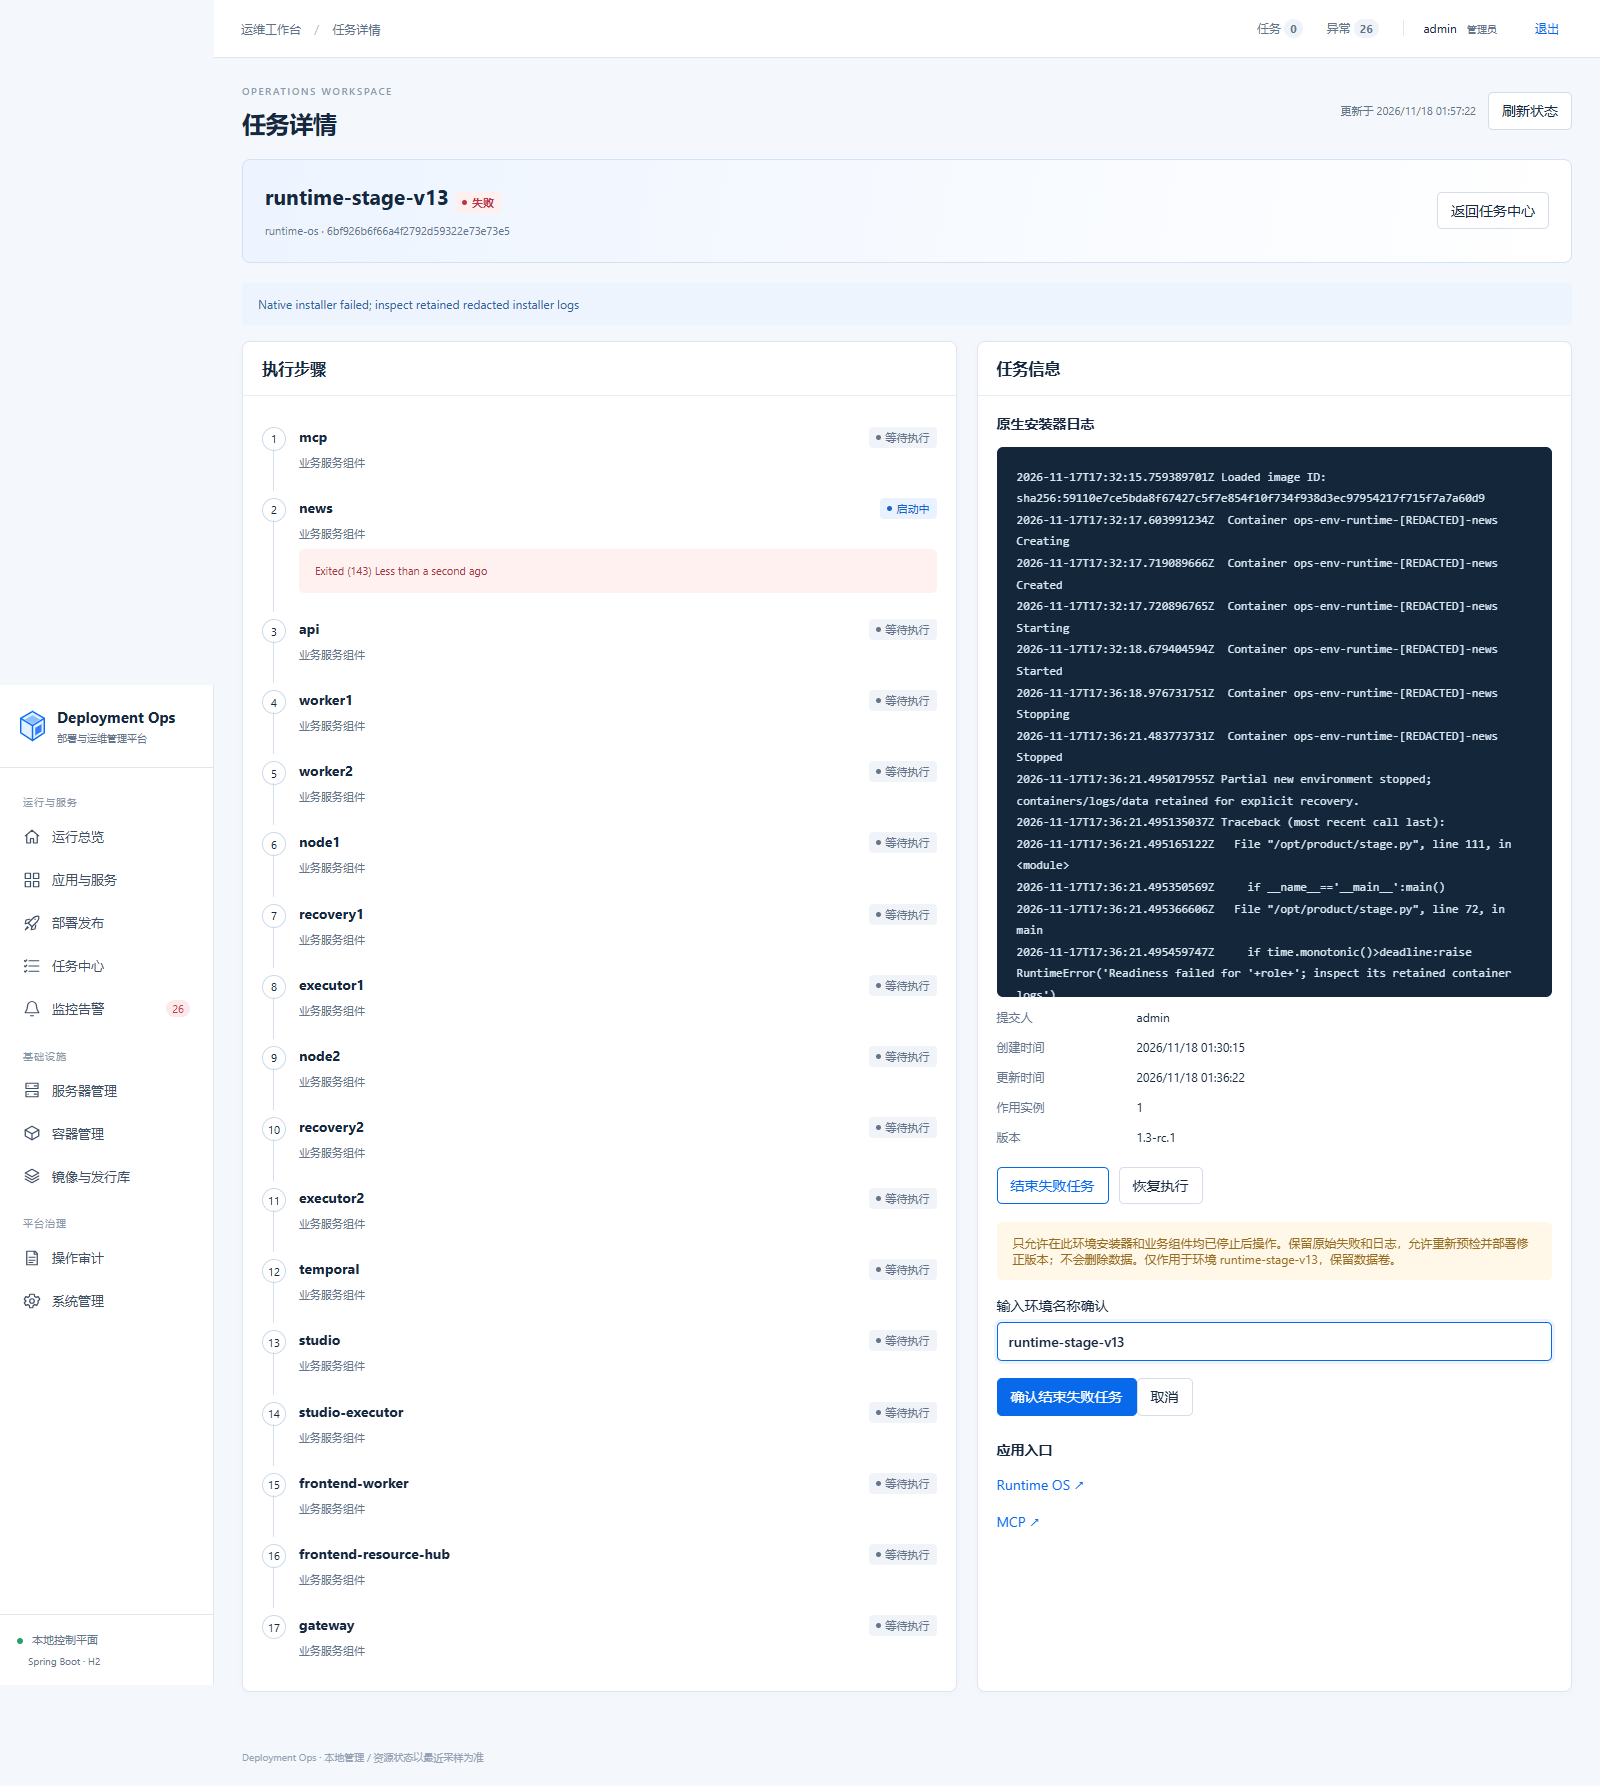 运维工作台 / 任务详情
任务 0 异常 26 admin 管理员 退出
OPERATIONS WORKSPACE
任务详情
更新于 2026/11/18 01:57:22 刷新状态
runtime-stage-v13 失败
runtime-os · 6bf926b6f66a4f2792d59322e73e73e5
返回任务中心
Native installer failed; inspect retained redacted installer logs
Deployment Ops
部署与运维管理平台
运行与服务
运行总览
应用与服务
部署发布
任务中心
监控告警 26
基础设施
服务器管理
容器管理
镜像与发行库
平台治理
操作审计
系统管理
本地控制平面
Spring Boot · H2
执行步骤
1 mcp 等待执行
业务服务组件
2 news 启动中
业务服务组件
Exited (143) Less than a second ago
3 api 等待执行
业务服务组件
4 worker1 等待执行
业务服务组件
5 worker2 等待执行
业务服务组件
6 node1 等待执行
业务服务组件
7 recovery1 等待执行
业务服务组件
8 executor1 等待执行
业务服务组件
9 node2 等待执行
业务服务组件
10 recovery2 等待执行
业务服务组件
11 executor2 等待执行
业务服务组件
12 temporal 等待执行
业务服务组件
13 studio 等待执行
业务服务组件
14 studio-executor 等待执行
业务服务组件
15 frontend-worker 等待执行
业务服务组件
16 frontend-resource-hub 等待执行
业务服务组件
17 gateway 等待执行
业务服务组件
任务信息
原生安装器日志
2026-11-17T17:32:15.759389701Z Loaded image ID:
sha256:59110e7ce5bda8f67427c5f7e854f10f734f938d3ec97954217f715f7a7a60d9
2026-11-17T17:32:17.603991234Z  Container ops-env-runtime-[REDACTED]-news
Creating
2026-11-17T17:32:17.719089666Z  Container ops-env-runtime-[REDACTED]-news
Created
2026-11-17T17:32:17.720896765Z  Container ops-env-runtime-[REDACTED]-news
Starting
2026-11-17T17:32:18.679404594Z  Container ops-env-runtime-[REDACTED]-news
Started
2026-11-17T17:36:18.976731751Z  Container ops-env-runtime-[REDACTED]-news
Stopping
2026-11-17T17:36:21.483773731Z  Container ops-env-runtime-[REDACTED]-news
Stopped
2026-11-17T17:36:21.495017955Z Partial new environment stopped;
containers/logs/data retained for explicit recovery.
2026-11-17T17:36:21.495135037Z Traceback (most recent call last):
2026-11-17T17:36:21.495165122Z   File "/opt/product/stage.py", line 111, in
<module>
2026-11-17T17:36:21.495350569Z     if __name__=='__main__':main()
2026-11-17T17:36:21.495366606Z   File "/opt/product/stage.py", line 72, in
main
2026-11-17T17:36:21.495459747Z     if time.monotonic()>deadline:raise
RuntimeError('Readiness failed for '+role+'; inspect its retained container
logs')
提交人 admin
创建时间 2026/11/18 01:30:15
更新时间 2026/11/18 01:36:22
作用实例 1
版本 1.3-rc.1
结束失败任务 恢复执行
只允许在此环境安装器和业务组件均已停止后操作。保留原始失败和日志，允许重新预检并部署修
正版本；不会删除数据。仅作用于环境 runtime-stage-v13，保留数据卷。
输入环境名称确认
runtime-stage-v13
确认结束失败任务 取消
应用入口
Runtime OS ↗
MCP ↗
Deployment Ops · 本地管理 / 资源状态以最近采样为准